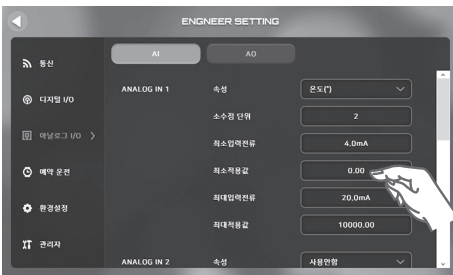 ENGNEER SETTING
AI
AO
통신
디지털 I/O
아날로그 I/O >
예약 운전
환경설정
관리자
ANALOG IN 1
속성
온도(°)
소수점 단위
2
최소입력전류
4.0mA
최소적용값
0.00
최대입력전류
20.0mA
최대적용값
10000.00
ANALOG IN 2
속성
사용안함